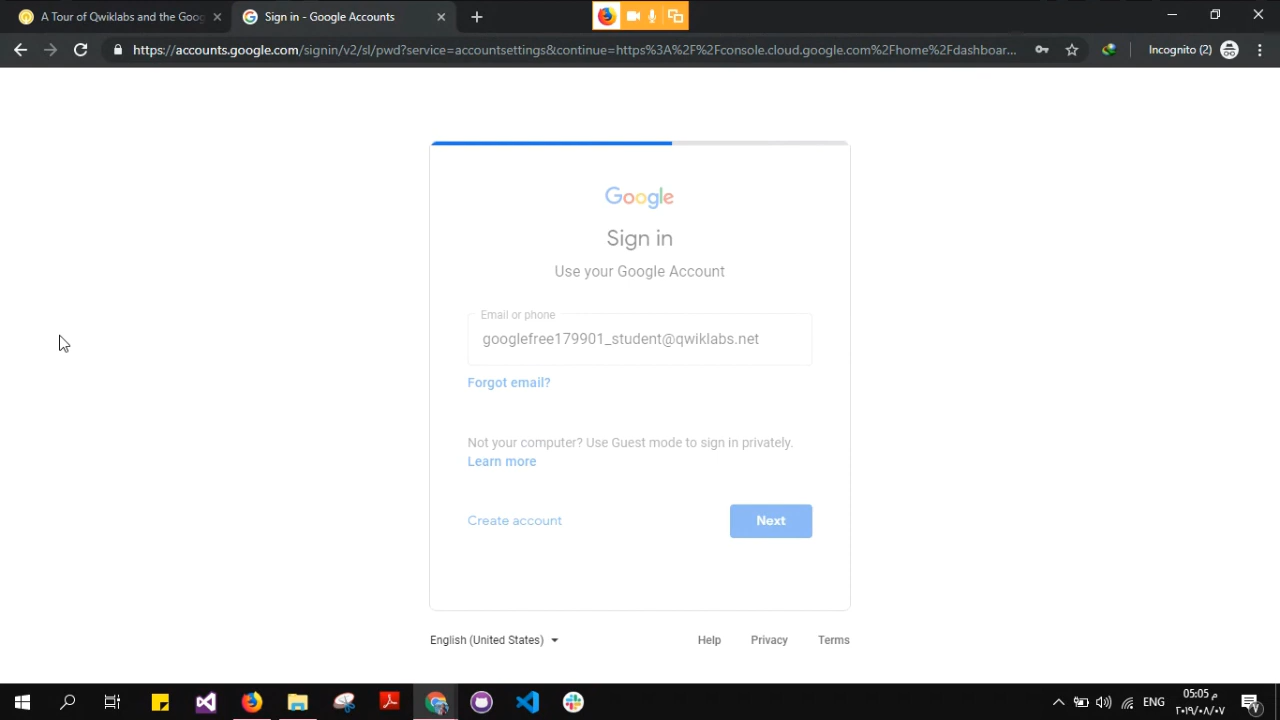 A Tour of Qwiklabs and the Goog
Sign in - Google Accounts
https://accounts.google.com/signin/v2/sl/pwd?service=accountsettings&continue=https%3A%2F%2Fconsole.cloud.google.com%2Fhome%2Fdashboar...
Incognito (2)
Google
Sign in
Use your Google Account
Email or phone
googlefree179901_student@qwiklabs.net
Forgot email?
Not your computer? Use Guest mode to sign in privately.
Learn more
Create account
Next
English (United States)
Help
Privacy
Terms
ENG
05:05 م
٢٠١٩/٠٨/٠٧